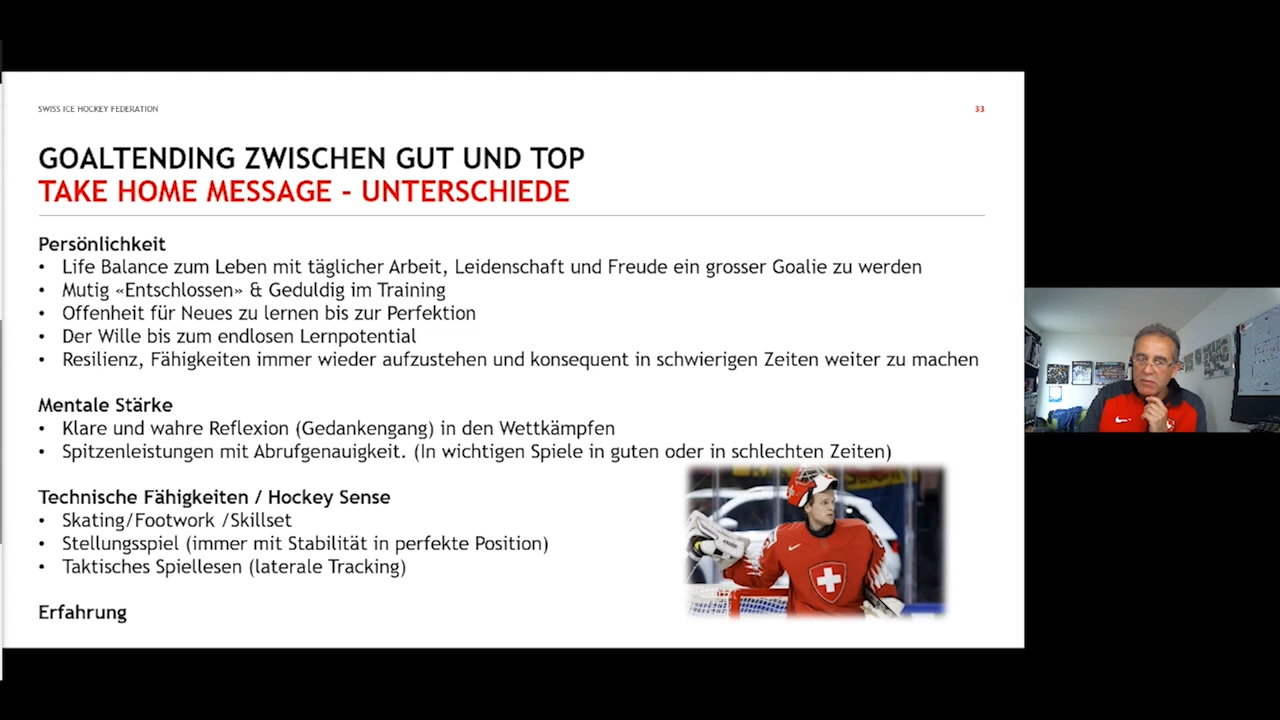 SWISS ICE HOCKEY FEDERATION
33
GOALTENDING ZWISCHEN GUT UND TOP
TAKE HOME MESSAGE - UNTERSCHIEDE
Persönlichkeit
• Life Balance zum Leben mit täglicher Arbeit, Leidenschaft und Freude ein grosser Goalie zu werden
• Mutig «Entschlossen» & Geduldig im Training
• Offenheit für Neues zu lernen bis zur Perfektion
• Der Wille bis zum endlosen Lernpotential
• Resilienz, Fähigkeiten immer wieder aufzustehen und konsequent in schwierigen Zeiten weiter zu machen
Mentale Stärke
• Klare und wahre Reflexion (Gedankengang) in den Wettkämpfen
• Spitzenleistungen mit Abrufgenauigkeit. (In wichtigen Spiele in guten oder in schlechten Zeiten)
Technische Fähigkeiten / Hockey Sense
• Skating/Footwork /Skillset
• Stellungsspiel (immer mit Stabilität in perfekte Position)
• Taktisches Spiellesen (laterale Tracking)
Erfahrung